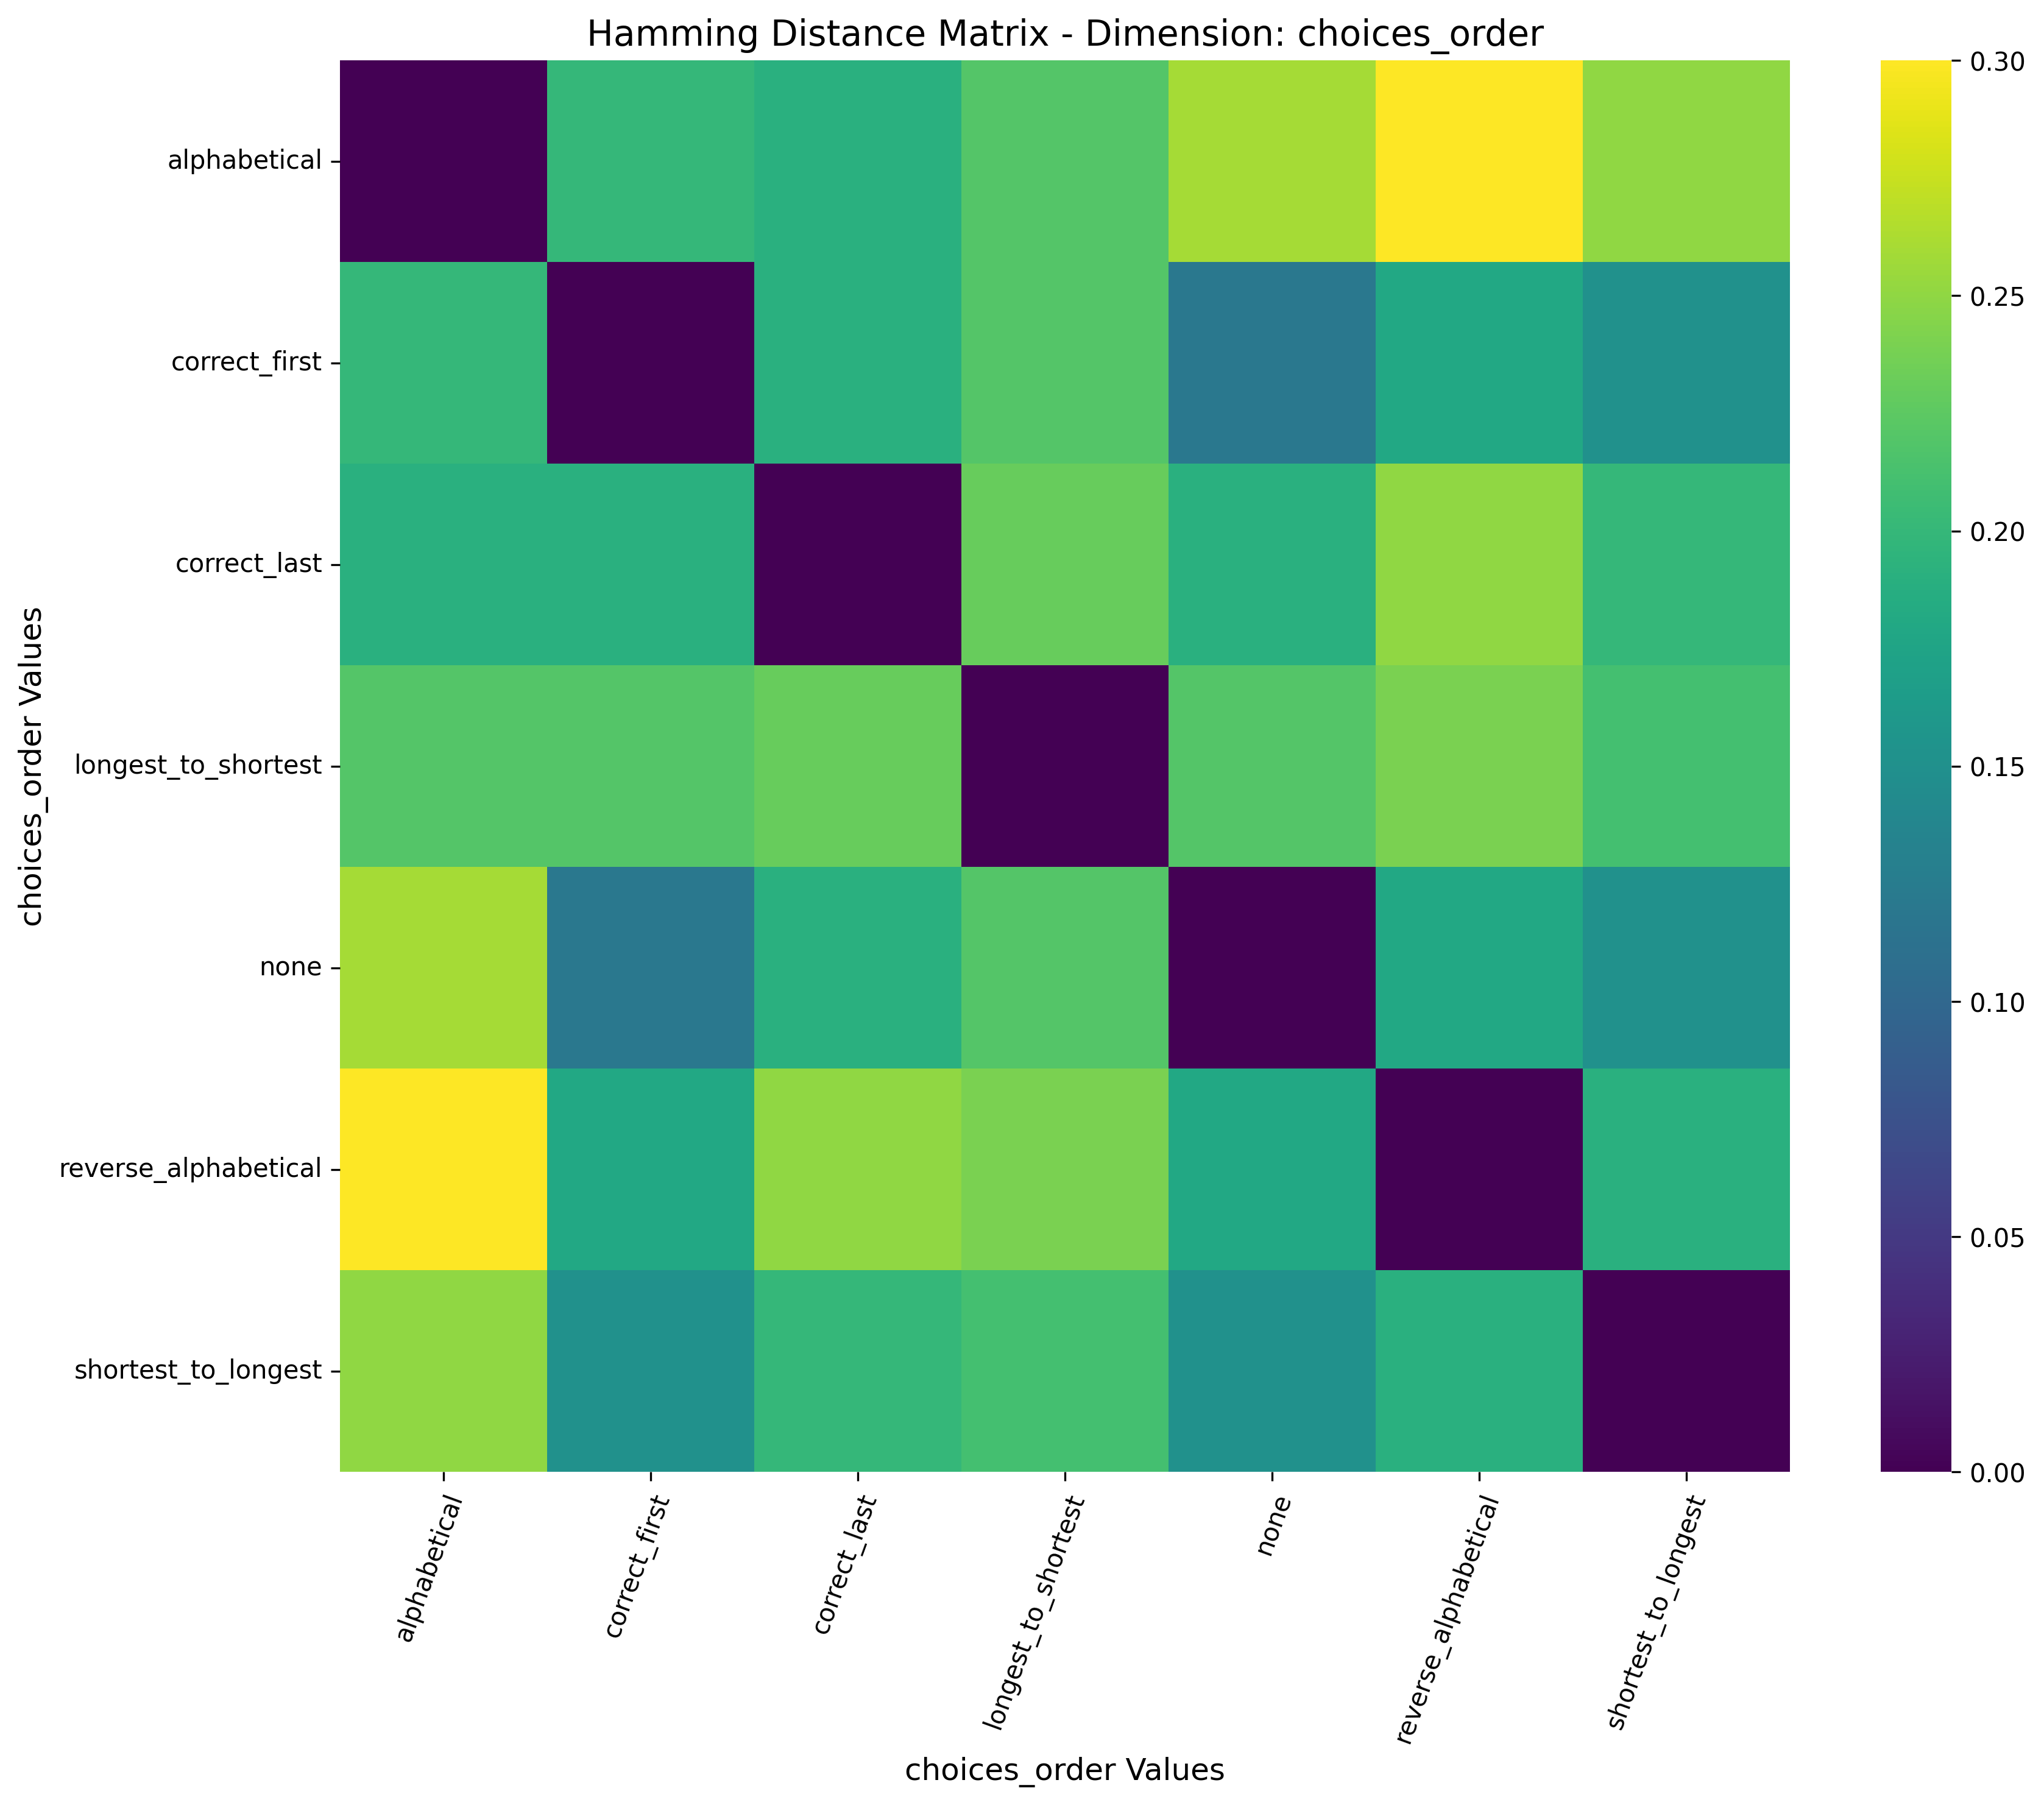 Hamming Distance Matrix - Dimension: choices_order
choices_order Values
alphabetical
correct_first
correct_last
longest_to_shortest
none
reverse_alphabetical
shortest_to_longest
alphabetical
correct_first
correct_last
longest_to_shortest
none
reverse_alphabetical
shortest_to_longest
choices_order Values
0.30
0.25
0.20
0.15
0.10
0.05
0.00